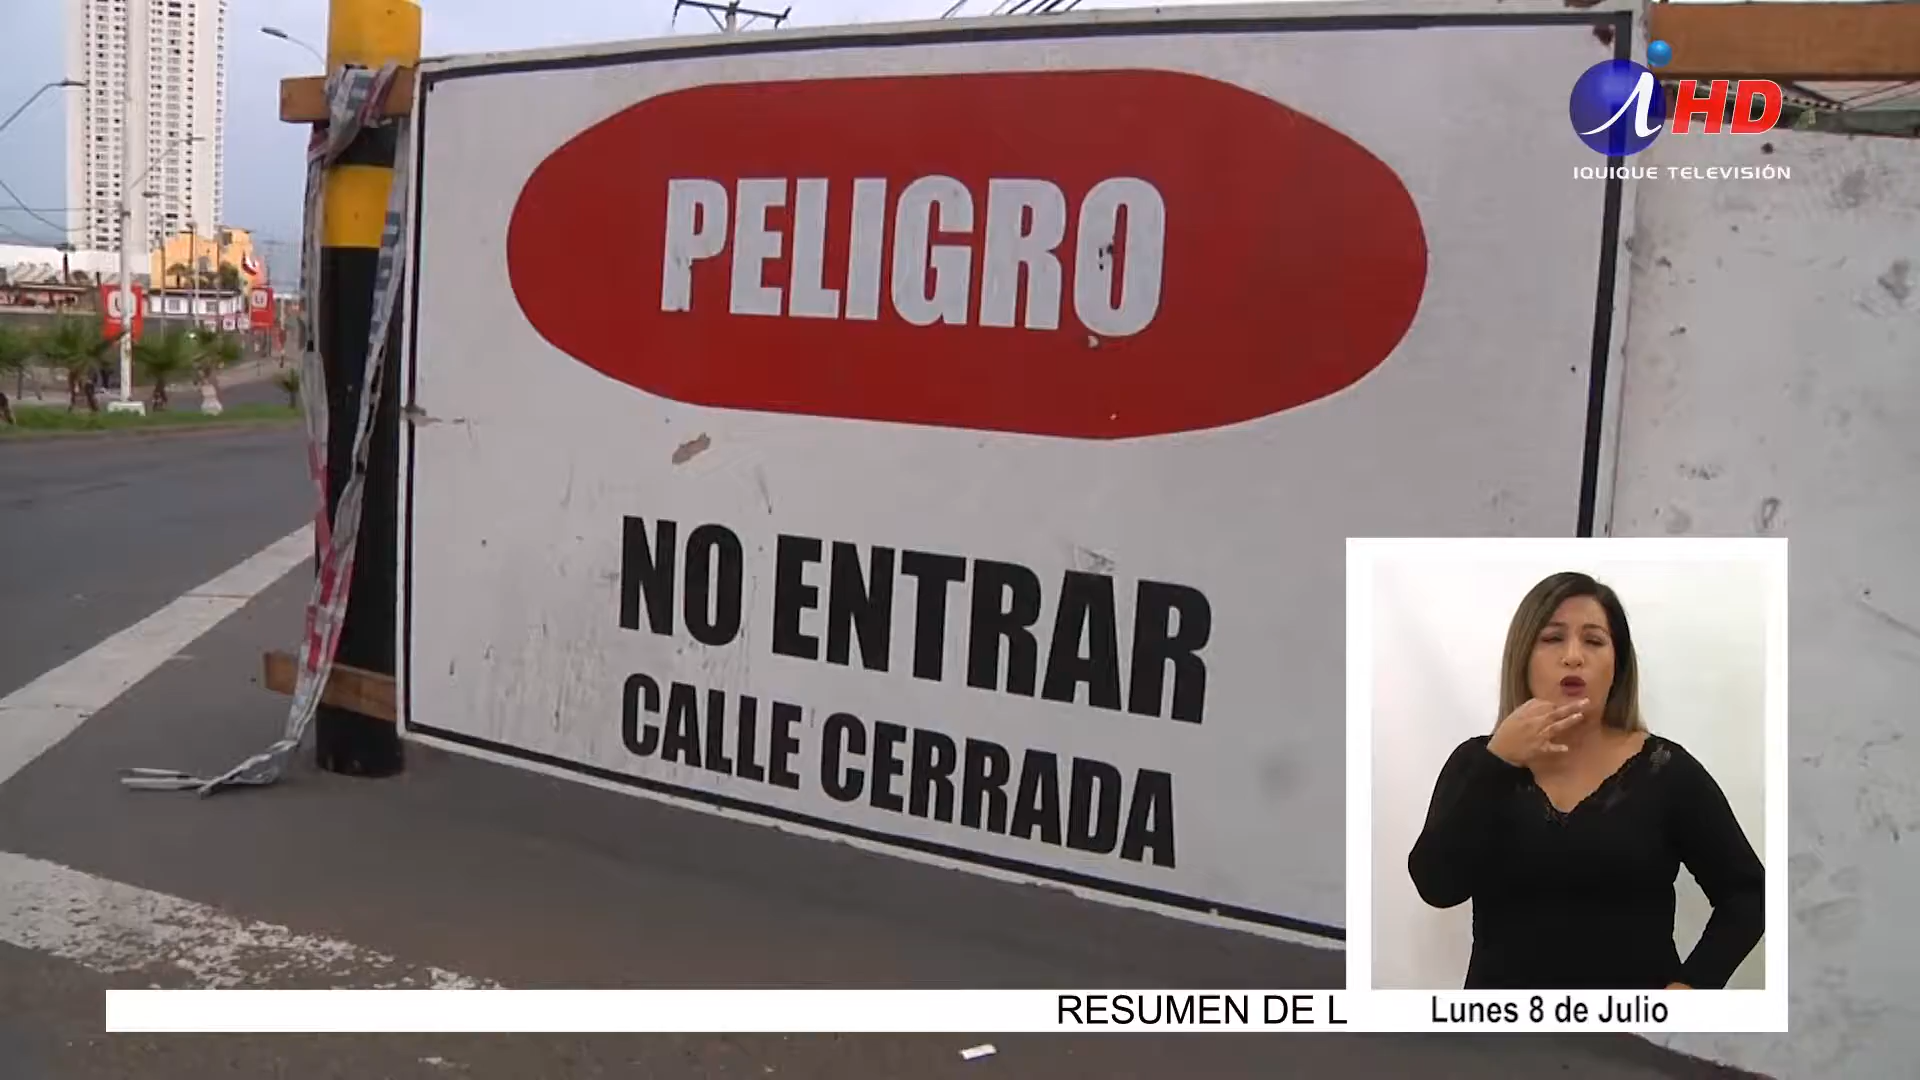 HD
IQUIQUE TELEVISIÓN
PELIGRO
NO ENTRAR
CALLE CERRADA
RESUMEN DE L
Lunes 8 de Julio